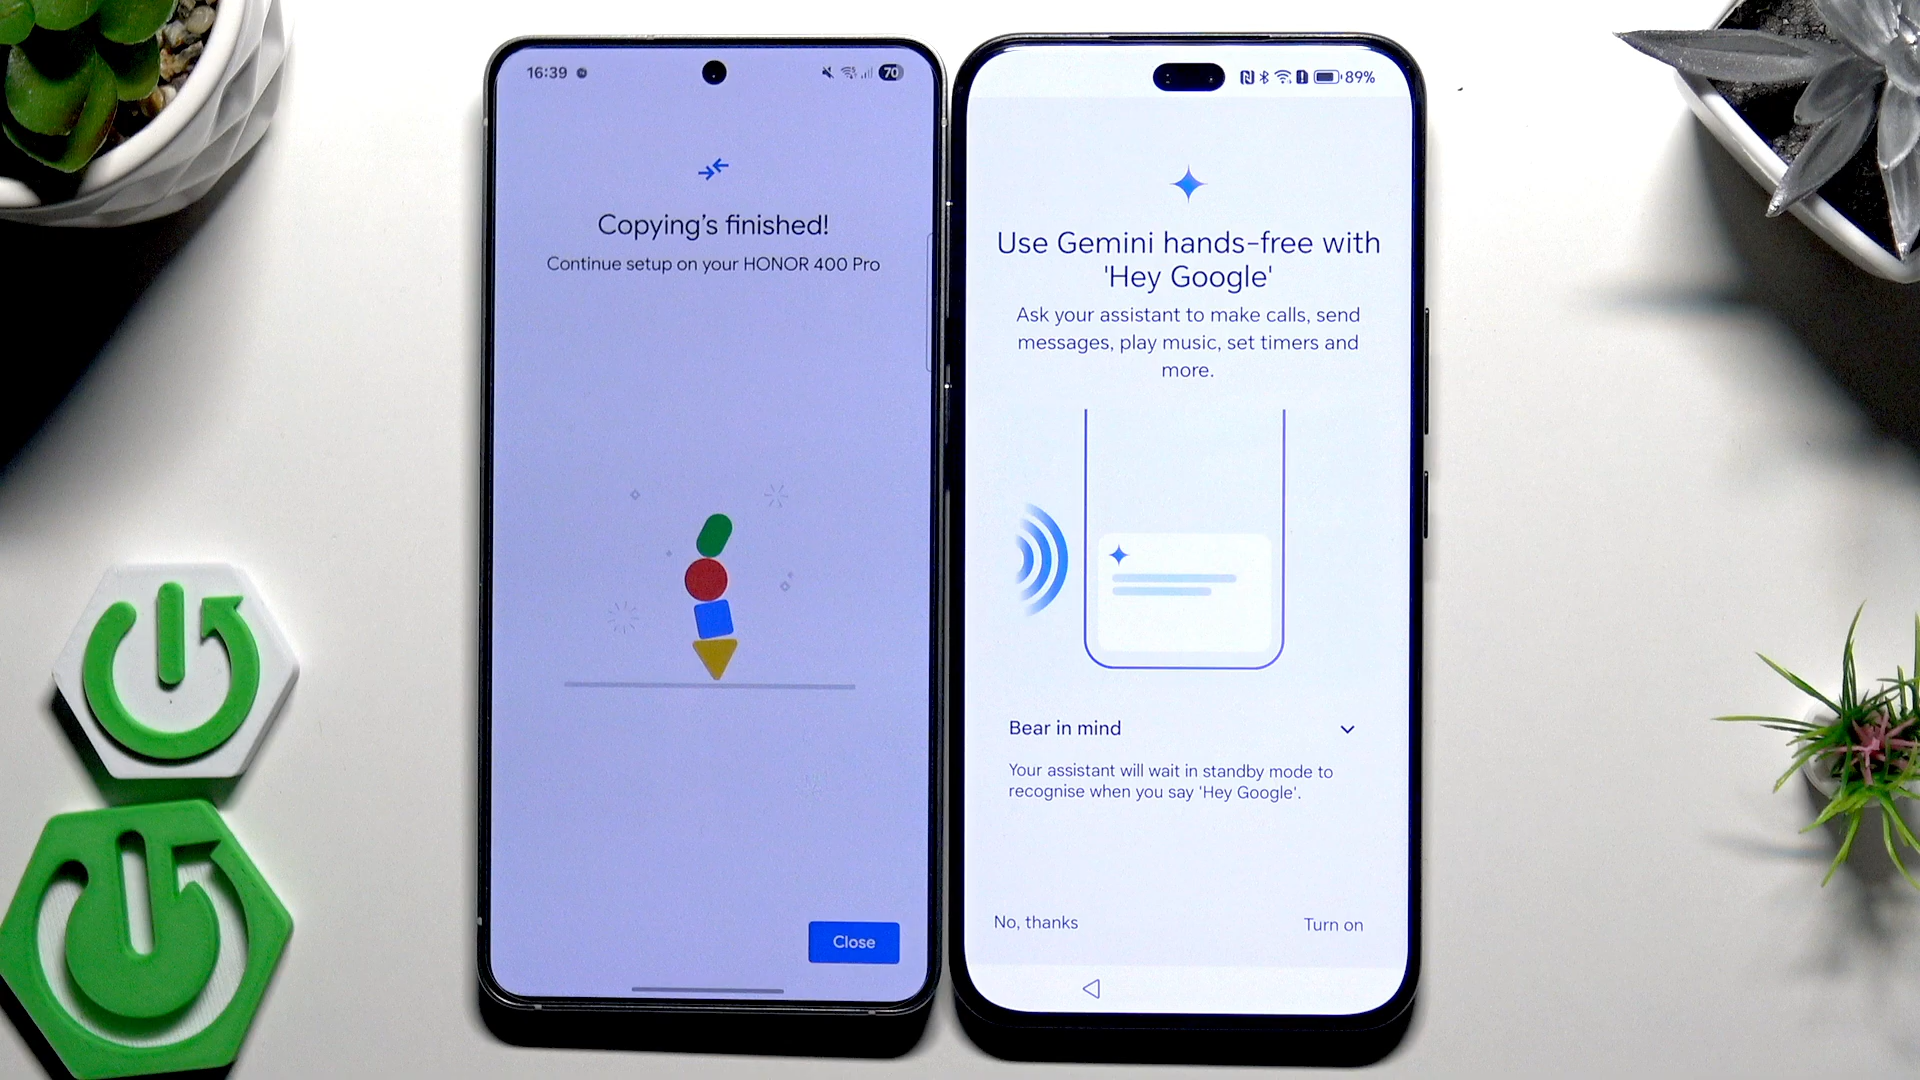 16:39
70
Copying's finished!
Continue setup on your HONOR 400 Pro
Close
89%
Use Gemini hands-free with
'Hey Google'
Ask your assistant to make calls, send
messages, play music, set timers and
more.
Bear in mind
Your assistant will wait in standby mode to
recognise when you say 'Hey Google'.
No, thanks
Turn on